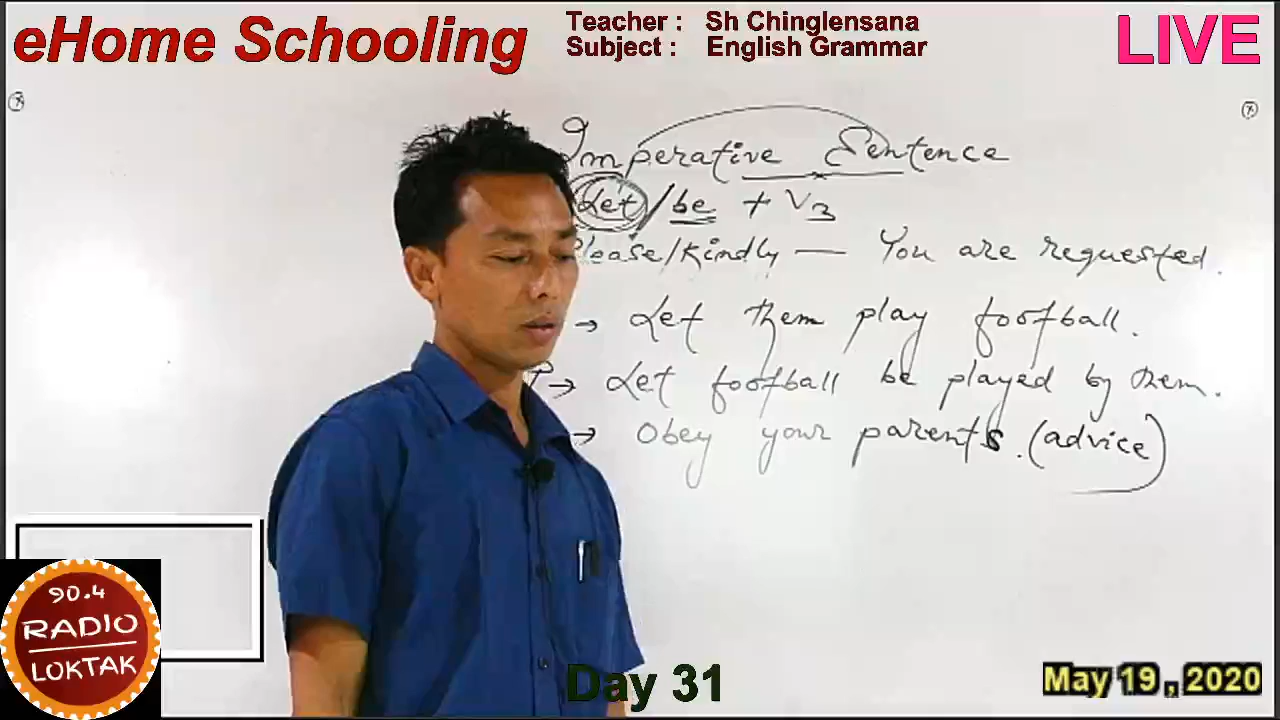 eHome Schooling
Teacher : Sh Chinglensana
Subject : English Grammar
LIVE
Imperative Sentence
Let/be + V3
Please/Kindly — You are requested.
→ Let them play football.
P → Let football be played by them.
→ Obey your parents. (advice)
90.4
RADIO
LOKTAK
Day 31
May 19 , 2020